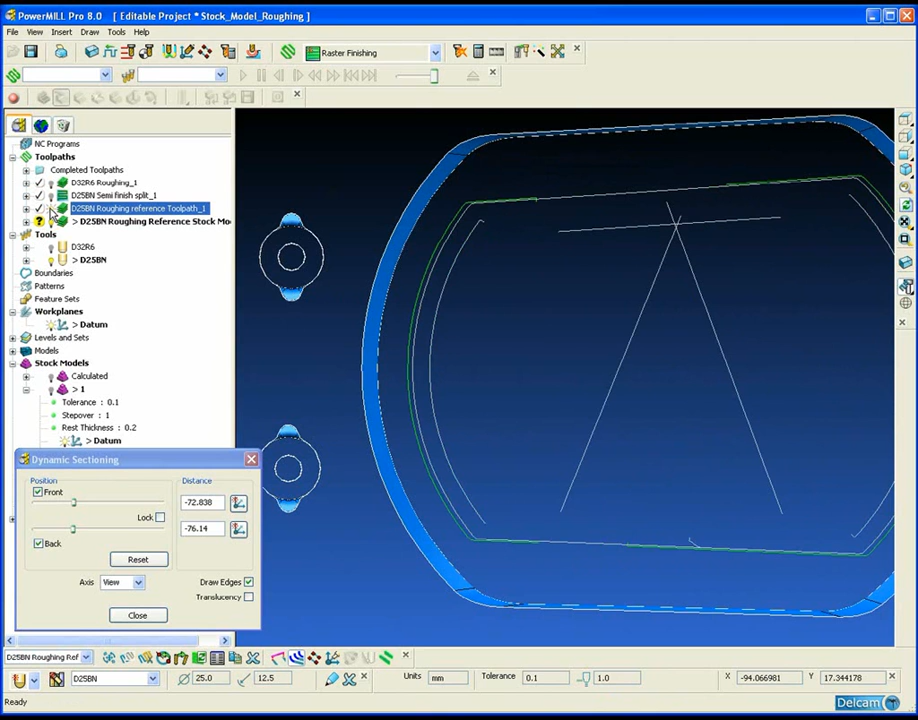 PowerMILL Pro 8.0 [ Editable Project * Stock_Model_Roughing ]
File View Insert Draw Tools Help
Raster Finishing
NC Programs
Toolpaths
Completed Toolpaths
D32R6 Roughing_1
D25BN Semi finish split_1
D25BN Roughing reference Toolpath_1
> D25BN Roughing Reference Stock Mo
Tools
D32R6
> D25BN
Boundaries
Patterns
Feature Sets
Workplanes
> Datum
Levels and Sets
Models
Stock Models
Calculated
> 1
Tolerance : 0.1
Stepover : 1
Rest Thickness : 0.2
> Datum
Dynamic Sectioning
Position
Distance
Front
-72.838
Lock
-76.14
Back
Reset
Axis View Draw Edges
Translucency
Close
D25BN Roughing Ref
D25BN 25.0 12.5 Units mm Tolerance 0.1 1.0 X -94.066981 Y 17.344178
Ready
Delcam